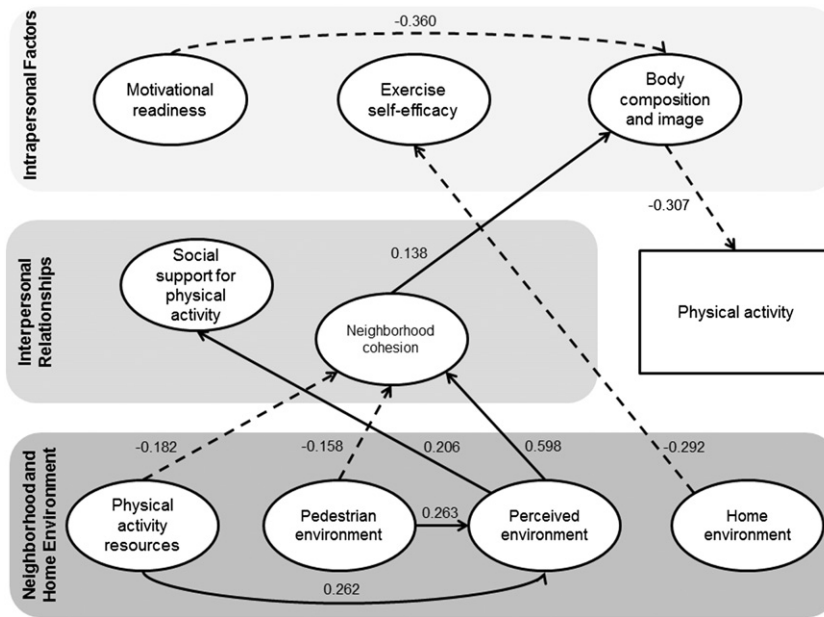 Intrapersonal Factors
-0.360
Motivational
readiness
Exercise
self-efficacy
Body
composition
and image
-0.307
Interpersonal
Relationships
Social
support for
physical
activity
0.138
Neighborhood
cohesion
Physical activity
Neighborhood and
Home Environment
-0.182
-0.158
0.206
0.598
-0.292
Physical
activity
resources
Pedestrian
environment
0.263
Perceived
environment
Home
environment
0.262